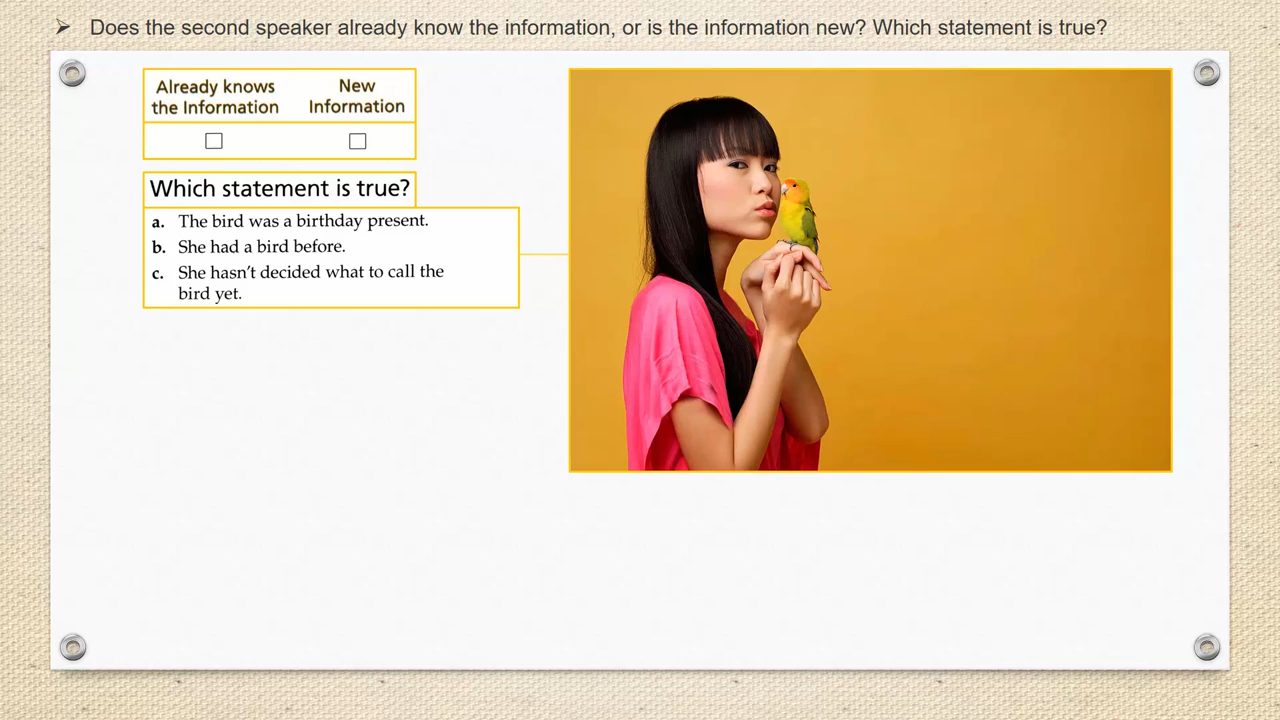 ➢ Does the second speaker already know the information, or is the information new? Which statement is true?
Already knows the Information
New Information
☐ ☐
Which statement is true?
a. The bird was a birthday present.
b. She had a bird before.
c. She hasn't decided what to call the
bird yet.